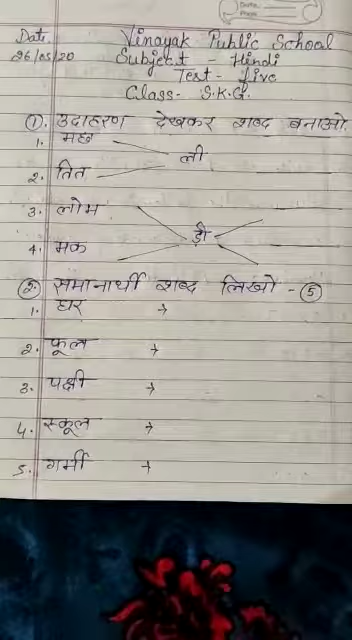 Date
26/05/20
Vinayak Public School
Subject - Hindi
Test - five
Class - S.K.G.
①. उदाहरण देखकर शब्द बनाओ.
1. मछ
ली
2. तित
3. लोम
ड़ी
4. मक
②. समानार्थी शब्द लिखो - ⑤
1. घर →
2. फूल →
3. पक्षी →
4. स्कूल →
5. गर्मी →